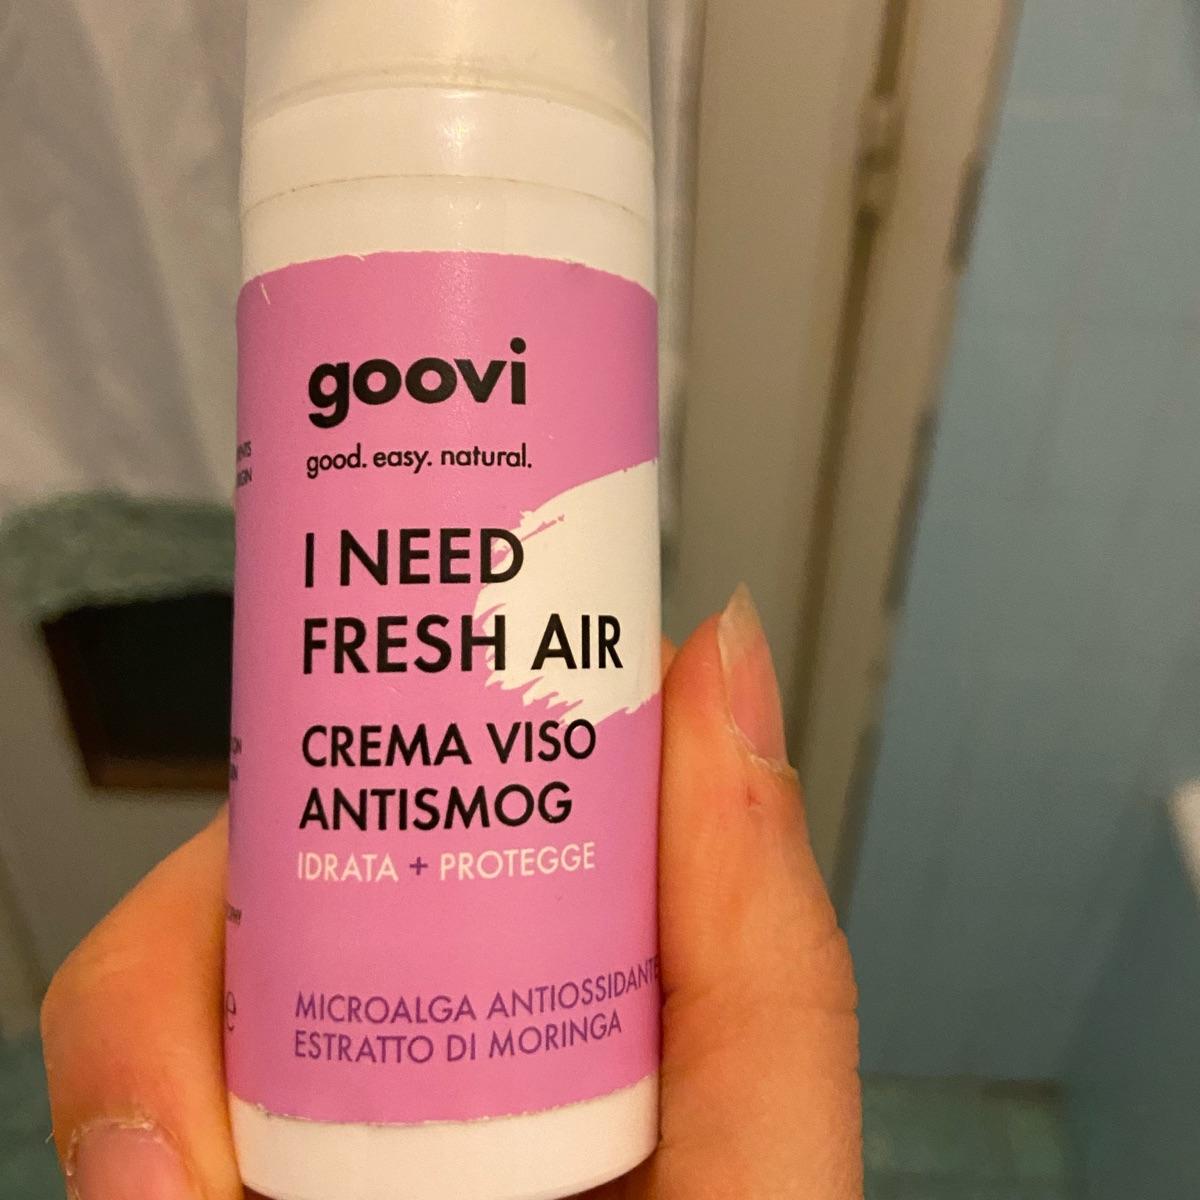 goovi
good. easy. natural.
I NEED
FRESH AIR
CREMA VISO
ANTISMOG
IDRATA + PROTEGGE
MICROALGA ANTIOSSIDANTE
ESTRATTO DI MORINGA